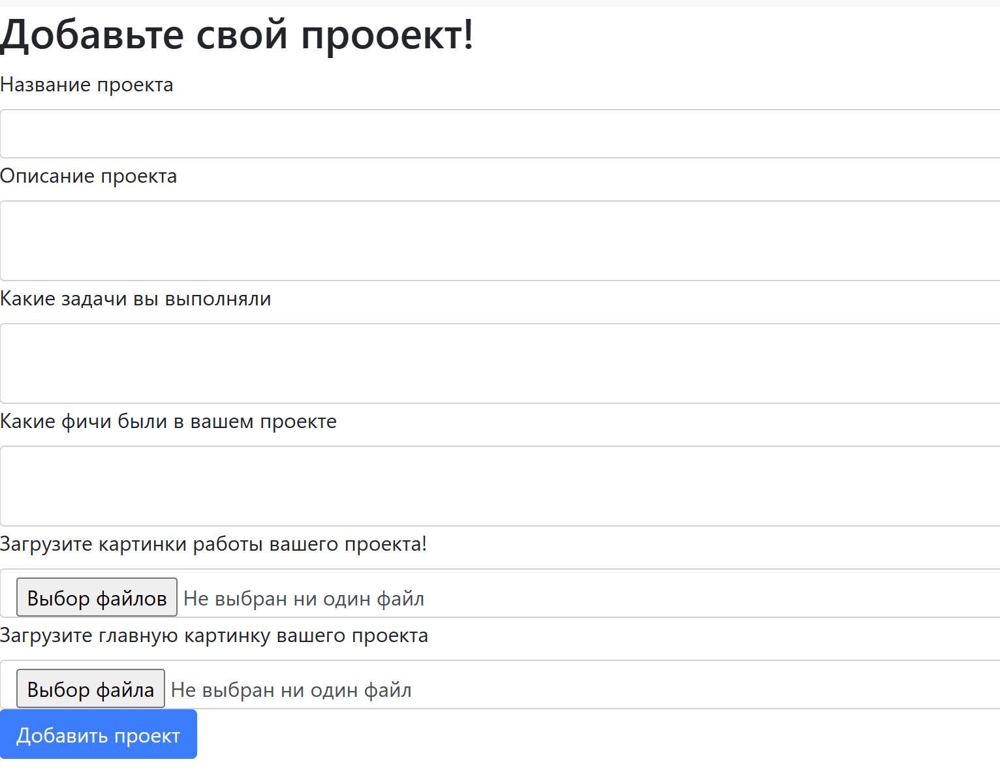 Добавьте свой прооект!
Название проекта
Описание проекта
Какие задачи вы выполняли
Какие фичи были в вашем проекте
Загрузите картинки работы вашего проекта!
Выбор файлов Не выбран ни один файл
Загрузите главную картинку вашего проекта
Выбор файла Не выбран ни один файл
Добавить проект